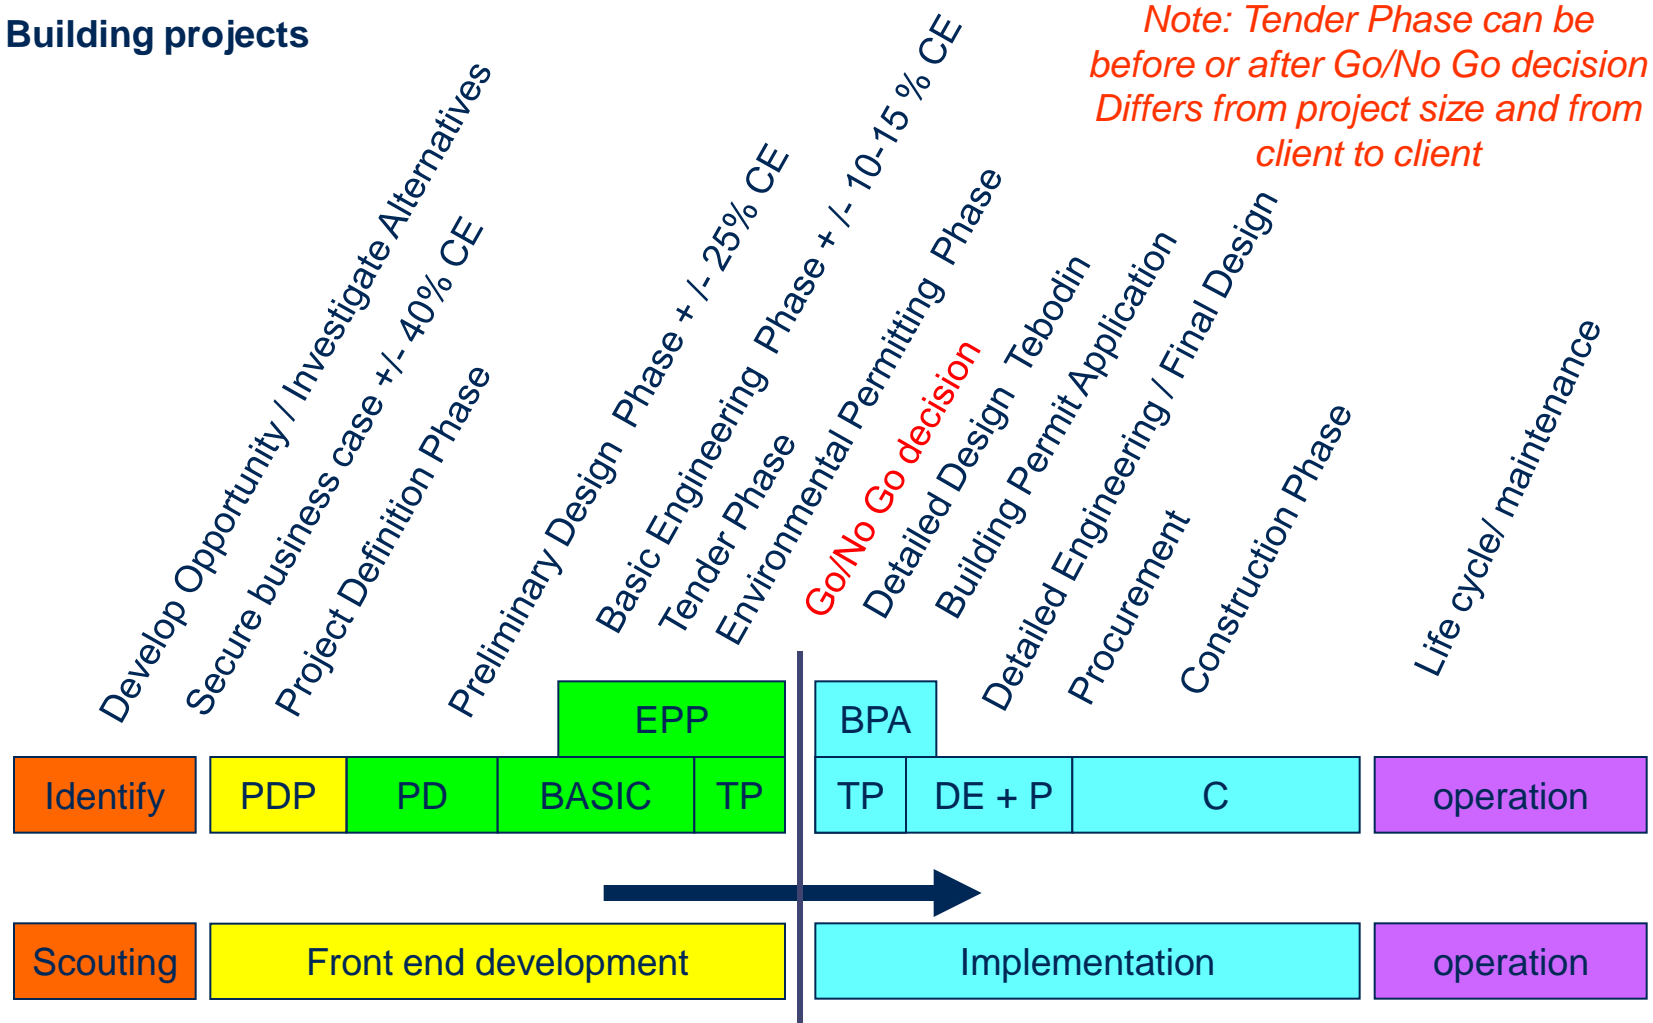 Building projects
Note: Tender Phase can be
before or after Go/No Go decision
Differs from project size and from
client to client
Develop Opportunity / Investigate Alternatives
Secure business case +/- 40% CE
Project Definition Phase
Preliminary Design Phase + /- 25% CE
Basic Engineering Phase + /- 10-15 % CE
Tender Phase
Environmental Permitting Phase
Go/No Go decision
Detailed Design Tebodin
Building Permit Application
Detailed Engineering / Final Design
Procurement
Construction Phase
Life cycle/ maintenance
EPP
BPA
Identify
PDP
PD
BASIC
TP
TP
DE + P
C
operation
Scouting
Front end development
Implementation
operation